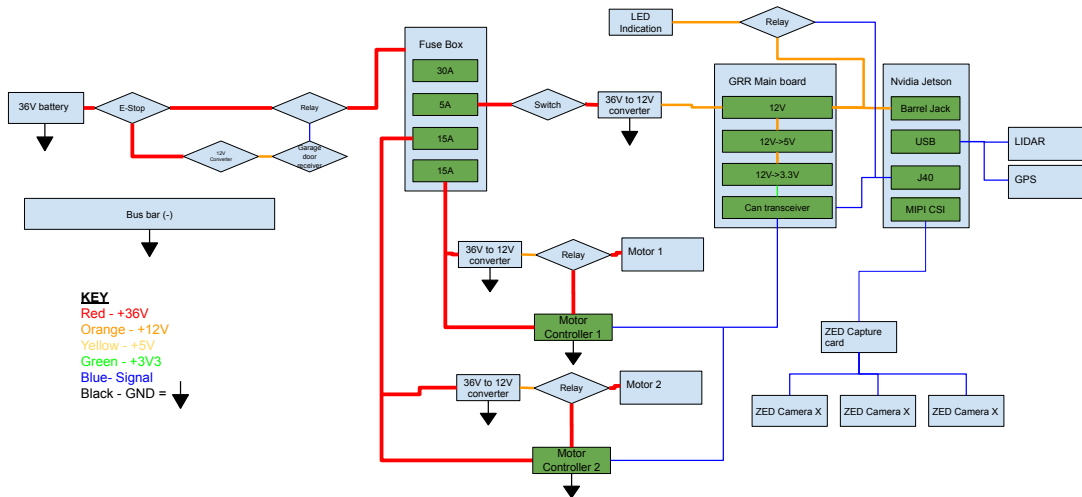 LED
Indication
Relay
Fuse Box
30A
5A
15A
15A
36V battery
E-Stop
Relay
12V
Converter
Garage
door
receiver
Switch
36V to 12V
converter
GRR Main board
12V
12V->5V
12V->3.3V
Can transceiver
Nvidia Jetson
Barrel Jack
USB
J40
MIPI CSI
LIDAR
GPS
Bus bar (-)
36V to 12V
converter
Relay
Motor 1
Motor
Controller 1
KEY
Red - +36V
Orange - +12V
Yellow - +5V
Green - +3V3
Blue- Signal
Black - GND =
36V to 12V
converter
Relay
Motor 2
Motor
Controller 2
ZED Capture
card
ZED Camera X
ZED Camera X
ZED Camera X